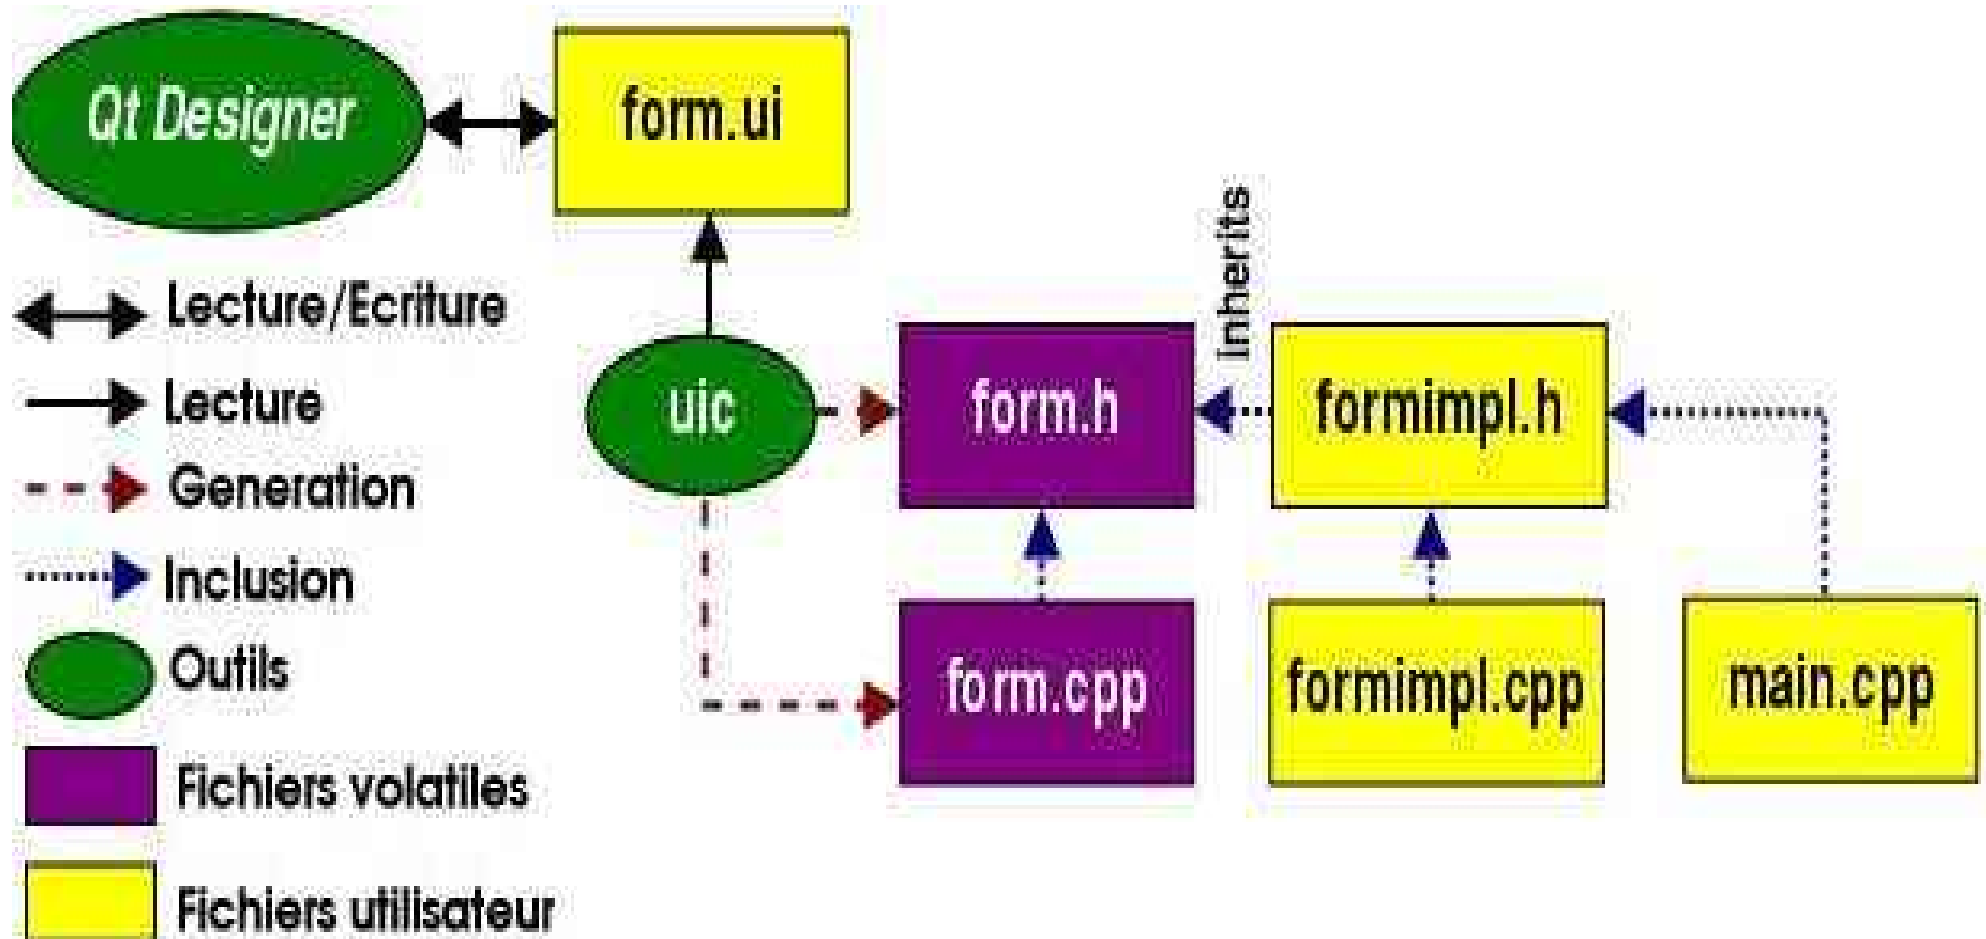 Qt Designer
form.ui
Inherits
Lecture/Ecriture
Lecture
uic
form.h
formimpl.h
Generation
Inclusion
Outils
form.cpp
formimpl.cpp
main.cpp
Fichiers volatiles
Fichiers utilisateur